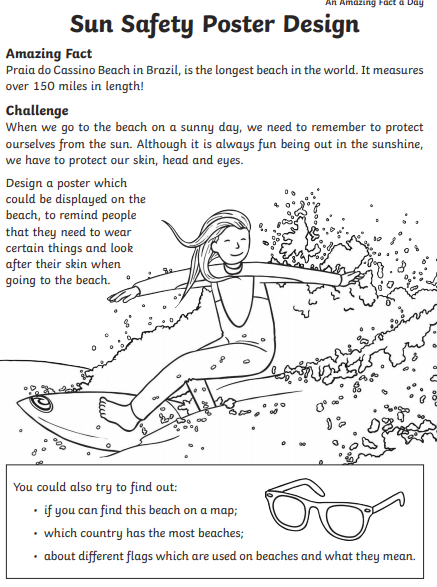 An Amazing Fact a Day
Sun Safety Poster Design
Amazing Fact
Praia do Cassino Beach in Brazil, is the longest beach in the world. It measures
over 150 miles in length!
Challenge
When we go to the beach on a sunny day, we need to remember to protect
ourselves from the sun. Although it is always fun being out in the sunshine,
we have to protect our skin, head and eyes.
Design a poster which
could be displayed on the
beach, to remind people
that they need to wear
certain things and look
after their skin when
going to the beach.
You could also try to find out:
• if you can find this beach on a map;
• which country has the most beaches;
• about different flags which are used on beaches and what they mean.